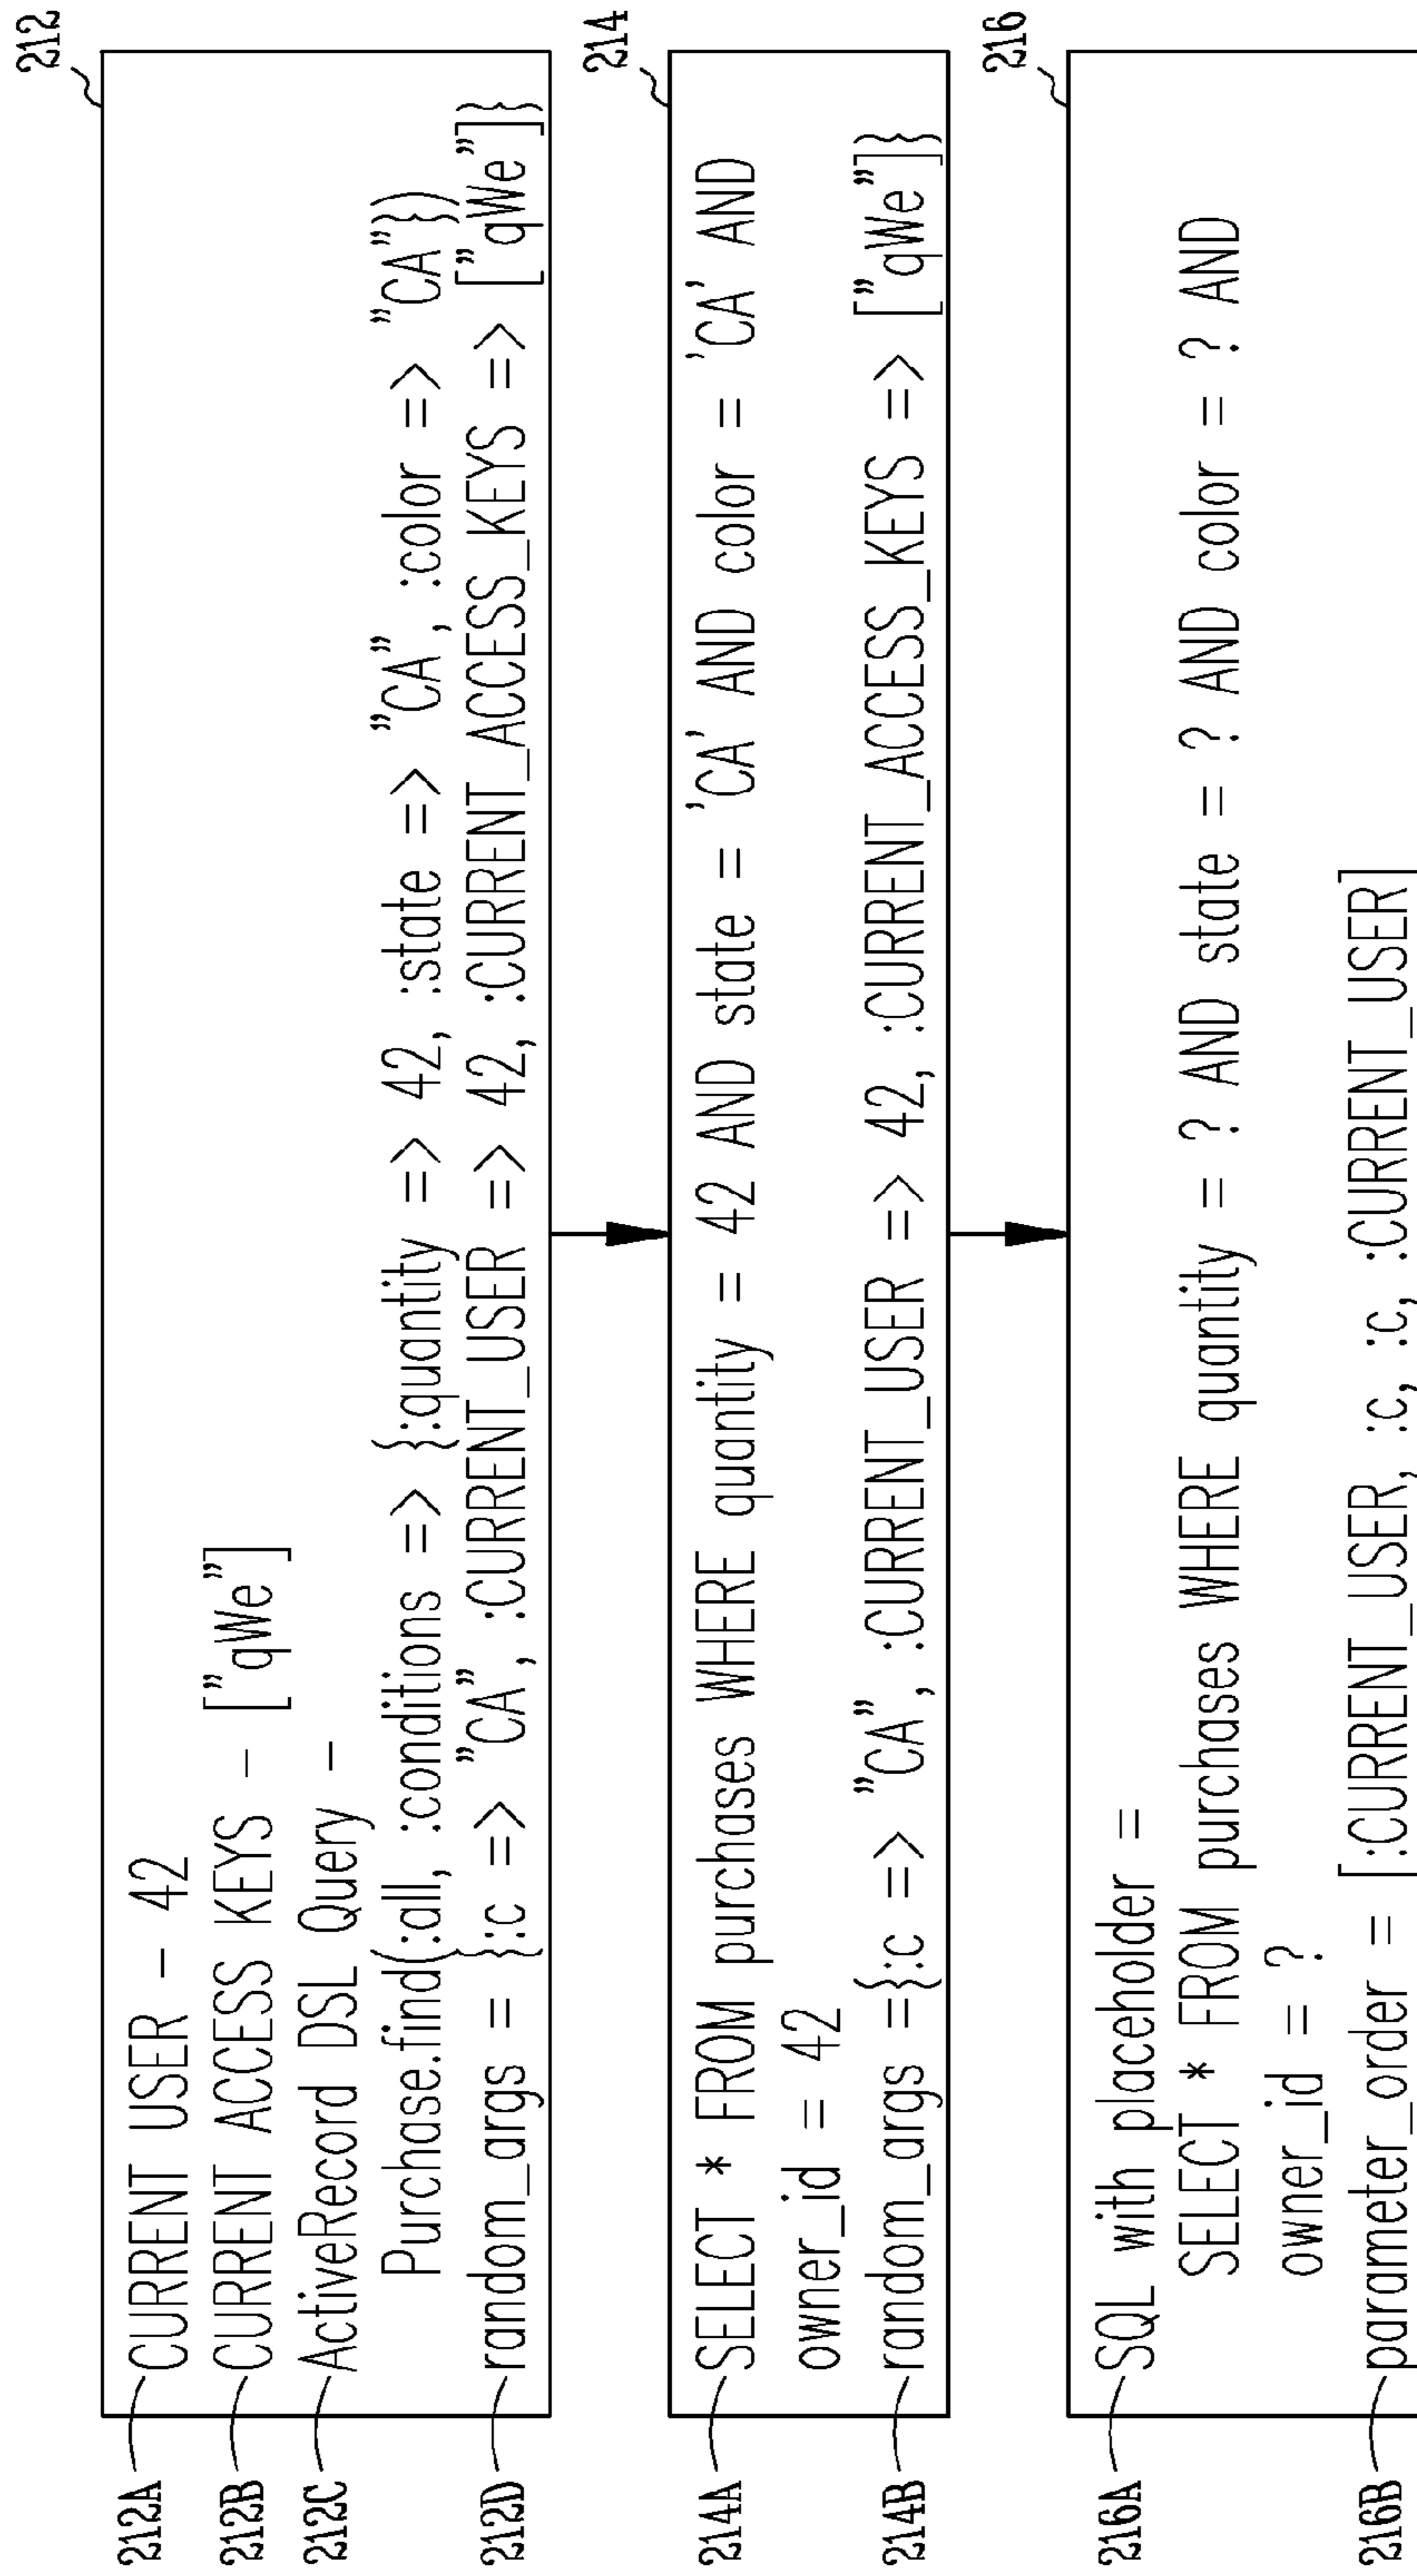 212
212A CURRENT USER – 42
212B CURRENT ACCESS KEYS – ["qWe"]
212C ActiveRecord DSL Query –
Purchase.find(:all, :conditions => {:quantity => 42, :state => "CA", :color => "CA"})
212D random_args = {:c => "CA", :CURRENT_USER => 42, :CURRENT_ACCESS_KEYS => ["qWe"]}
214
214A SELECT * FROM purchases WHERE quantity = 42 AND state = 'CA' AND color = 'CA' AND
owner_id = 42
214B random_args ={:c => "CA", :CURRENT_USER => 42, :CURRENT_ACCESS_KEYS => ["qWe"]}
216
216A SQL with placeholder =
SELECT * FROM purchases WHERE quantity = ? AND state = ? AND color = ? AND
owner_id = ?
216B parameter_order = [:CURRENT_USER, :c, :c, :CURRENT_USER]